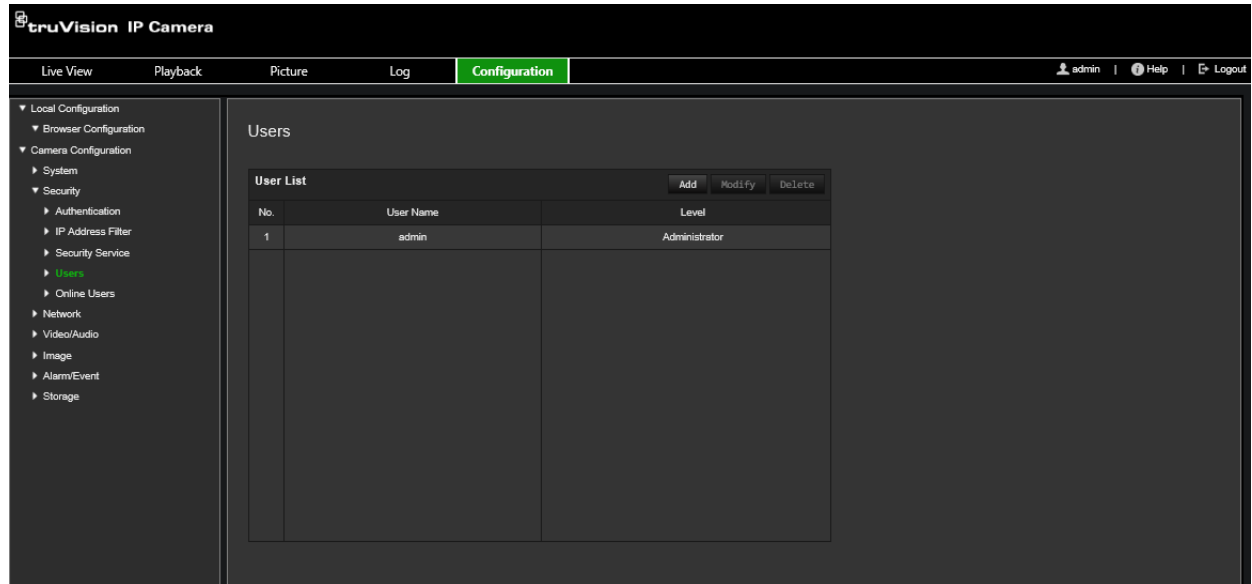 truVision IP Camera
Live View Playback Picture Log Configuration admin | Help | Logout
Local Configuration
Browser Configuration
Camera Configuration
System
Security
Authentication
IP Address Filter
Security Service
Users
Online Users
Network
Video/Audio
Image
Alarm/Event
Storage
Users
User List Add Modify Delete
No. User Name Level
1 admin Administrator